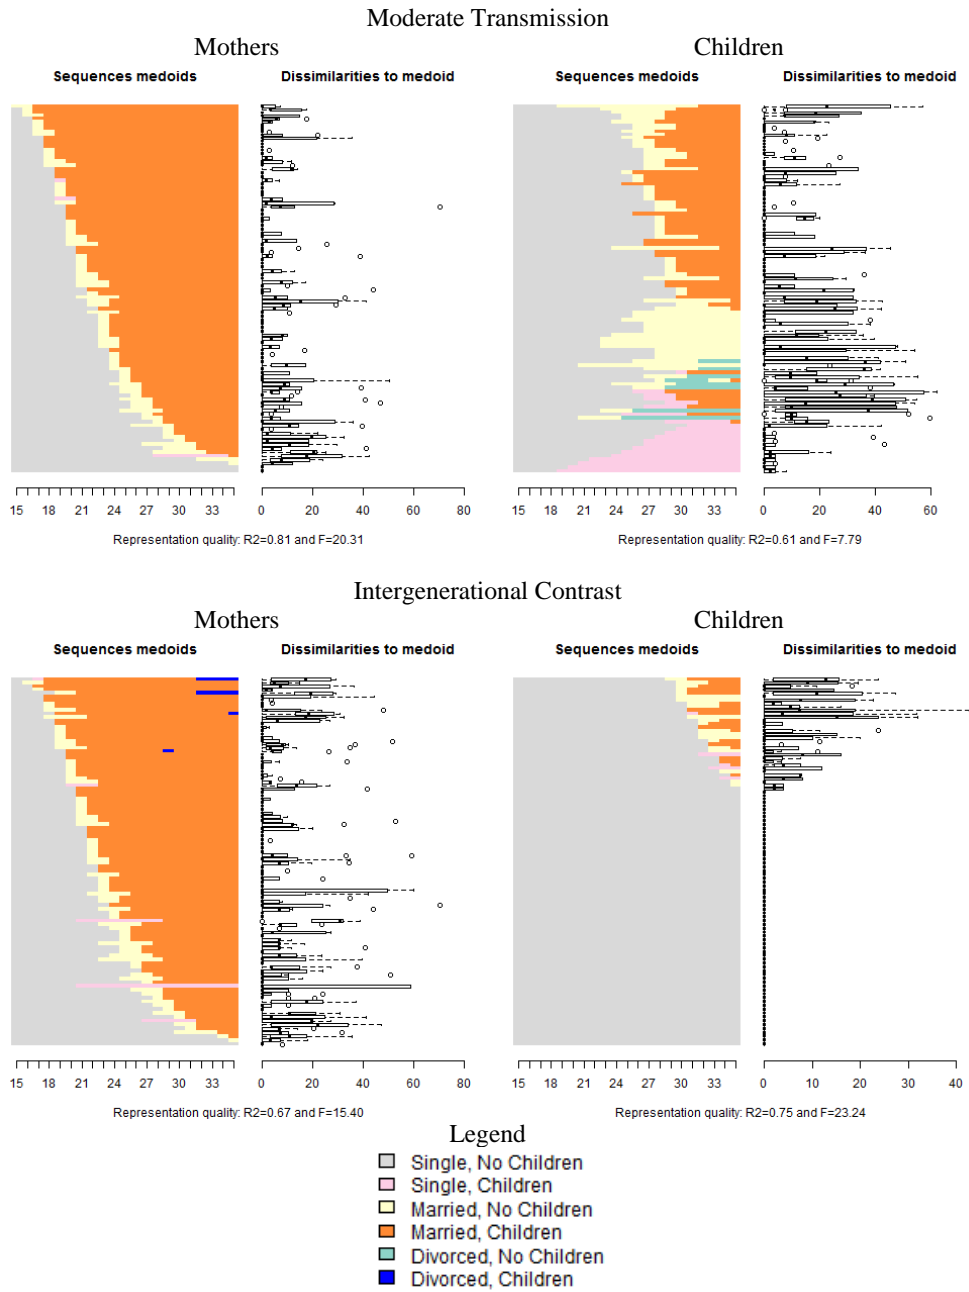 Moderate Transmission
Mothers Children
Sequences medoids Dissimilarities to medoid Sequences medoids Dissimilarities to medoid
15 18 21 24 27 30 33 0 20 40 60 80 15 18 21 24 27 30 33 0 20 40 60
Representation quality: R2=0.81 and F=20.31 Representation quality: R2=0.61 and F=7.79
Intergenerational Contrast
Mothers Children
Sequences medoids Dissimilarities to medoid Sequences medoids Dissimilarities to medoid
15 18 21 24 27 30 33 0 20 40 60 80 15 18 21 24 27 30 33 0 10 20 30 40
Representation quality: R2=0.67 and F=15.40 Representation quality: R2=0.75 and F=23.24
Legend
Single, No Children
Single, Children
Married, No Children
Married, Children
Divorced, No Children
Divorced, Children